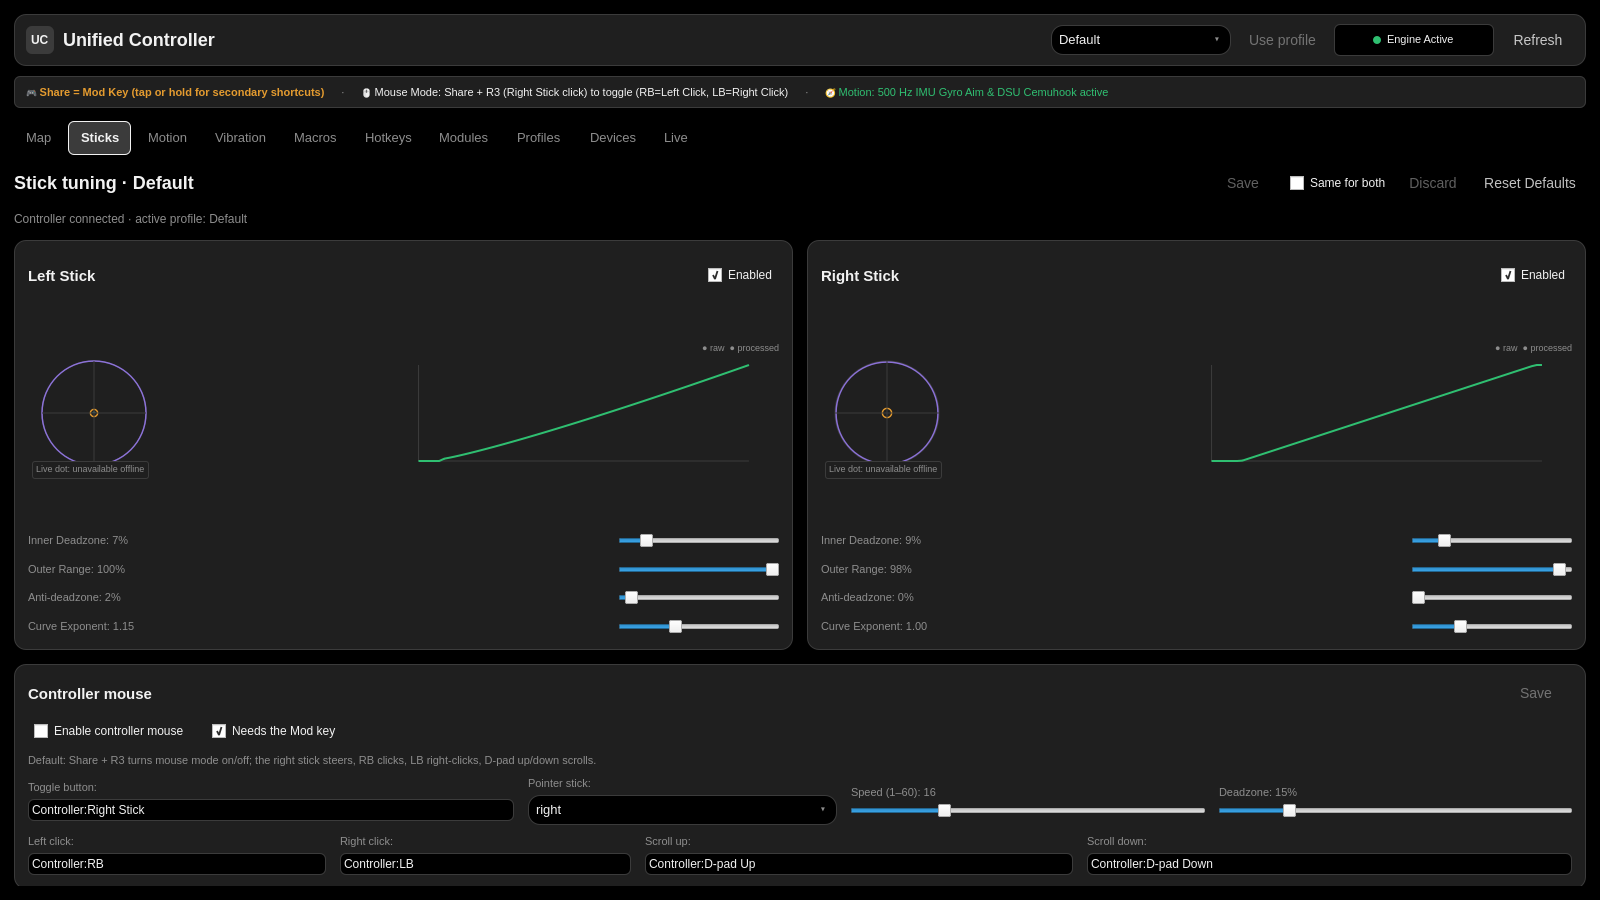 UC Unified Controller Default Use profile Engine Active Refresh
Share = Mod Key (tap or hold for secondary shortcuts) · Mouse Mode: Share + R3 (Right Stick click) to toggle (RB=Left Click, LB=Right Click) · Motion: 500 Hz IMU Gyro Aim & DSU Cemuhook active
Map Sticks Motion Vibration Macros Hotkeys Modules Profiles Devices Live
Stick tuning · Default Save Same for both Discard Reset Defaults
Controller connected · active profile: Default
Left Stick Enabled
raw processed
Live dot: unavailable offline
Inner Deadzone: 7%
Outer Range: 100%
Anti-deadzone: 2%
Curve Exponent: 1.15
Right Stick Enabled
raw processed
Live dot: unavailable offline
Inner Deadzone: 9%
Outer Range: 98%
Anti-deadzone: 0%
Curve Exponent: 1.00
Controller mouse Save
Enable controller mouse Needs the Mod key
Default: Share + R3 turns mouse mode on/off; the right stick steers, RB clicks, LB right-clicks, D-pad up/down scrolls.
Toggle button: Pointer stick: Speed (1–60): 16 Deadzone: 15%
Controller:Right Stick right
Left click: Right click: Scroll up: Scroll down:
Controller:RB Controller:LB Controller:D-pad Up Controller:D-pad Down